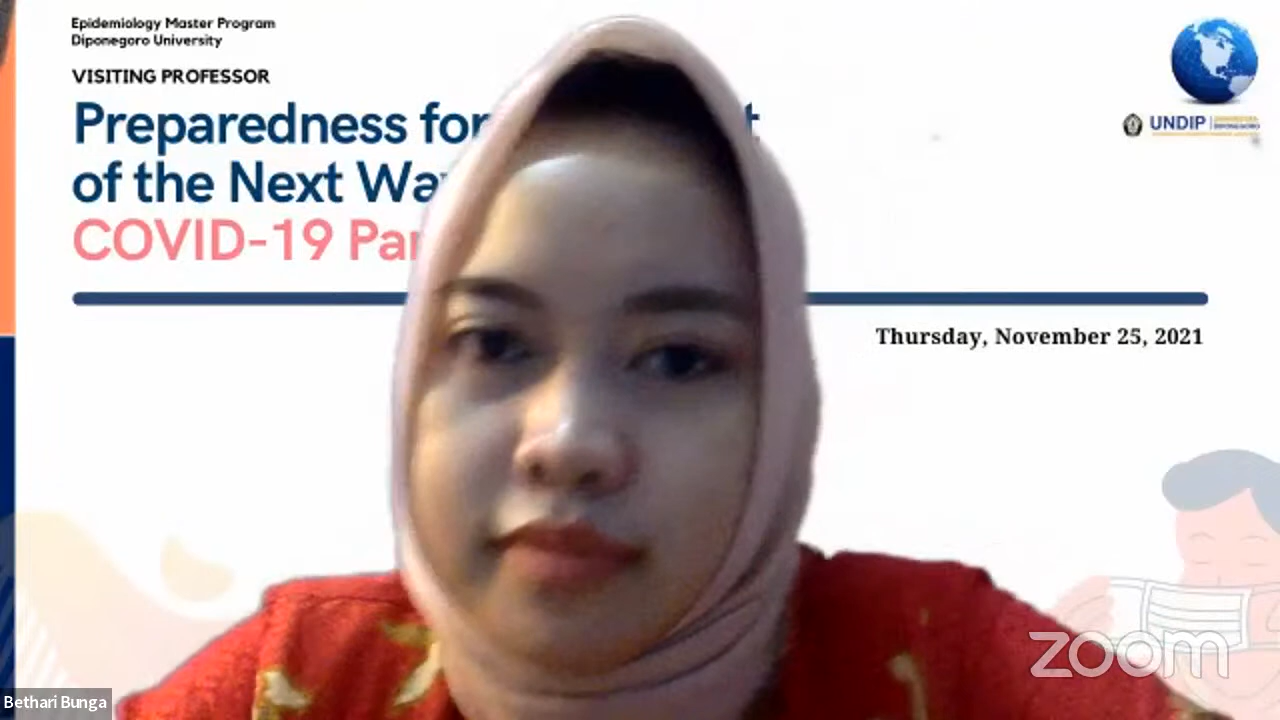 Epidemiology Master Program
Diponegoro University
VISITING PROFESSOR
Preparedness for
of the Next Wa
COVID-19 Pa
UNDIP
Thursday, November 25, 2021
zoom
Bethari Bunga